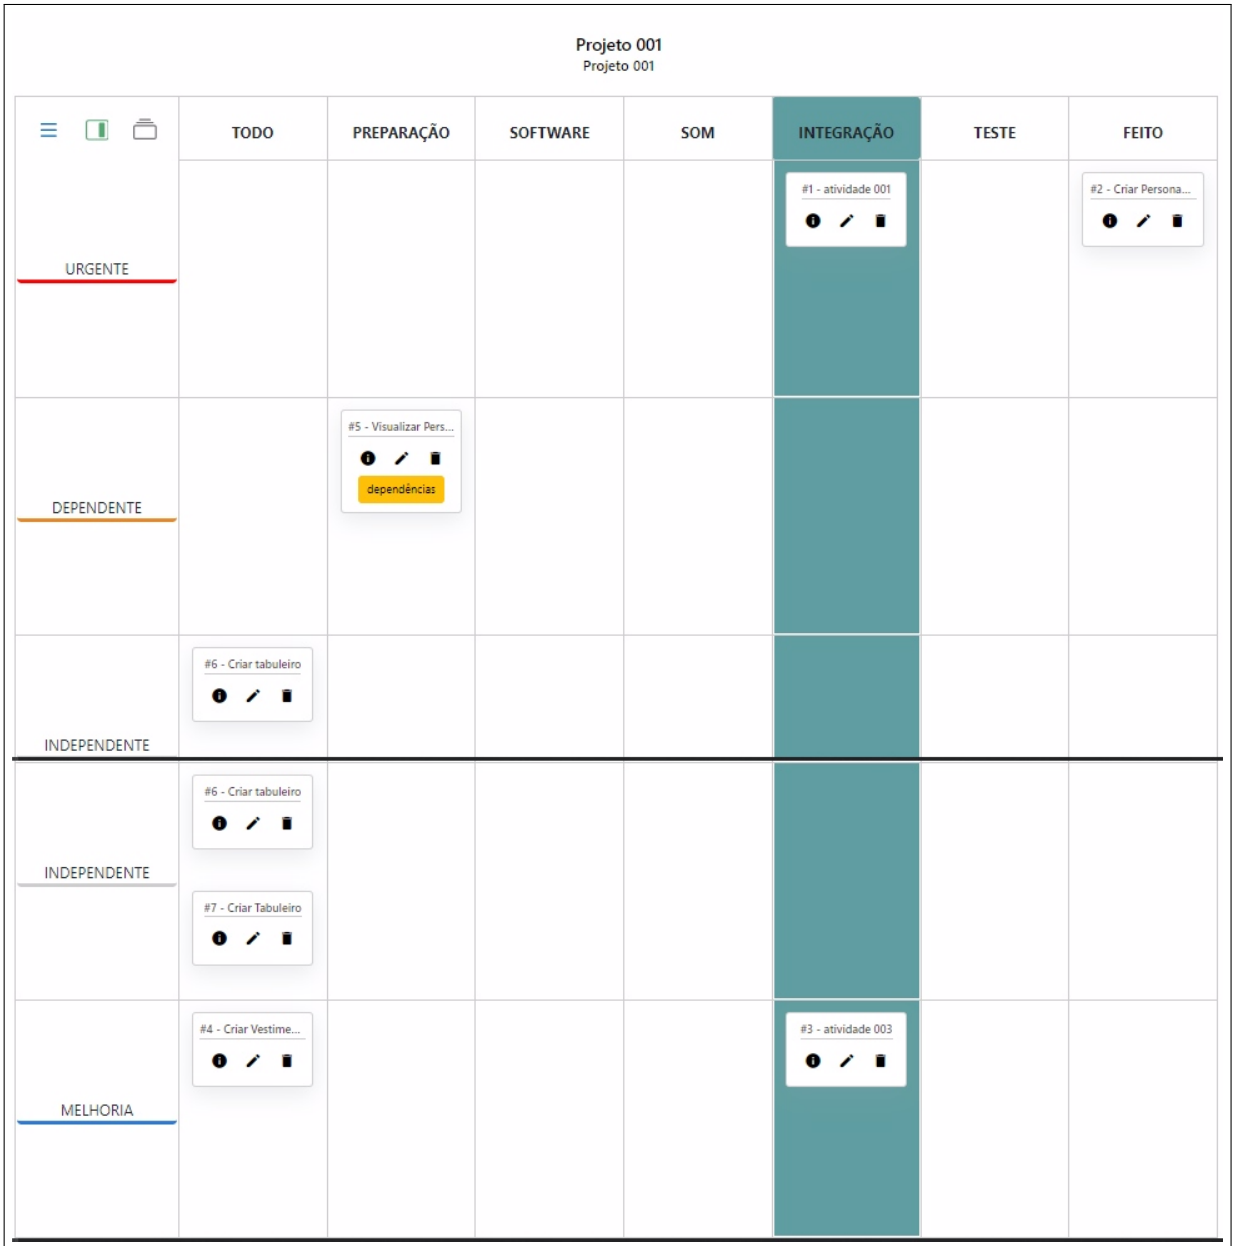 Projeto 001
Projeto 001
TODO PREPARAÇÃO SOFTWARE SOM INTEGRAÇÃO TESTE FEITO
#1 - atividade 001 #2 - Criar Persona...
URGENTE
#5 - Visualizar Pers...
dependências
DEPENDENTE
#6 - Criar tabuleiro
INDEPENDENTE
#6 - Criar tabuleiro
INDEPENDENTE
#7 - Criar Tabuleiro
#4 - Criar Vestime... #3 - atividade 003
MELHORIA